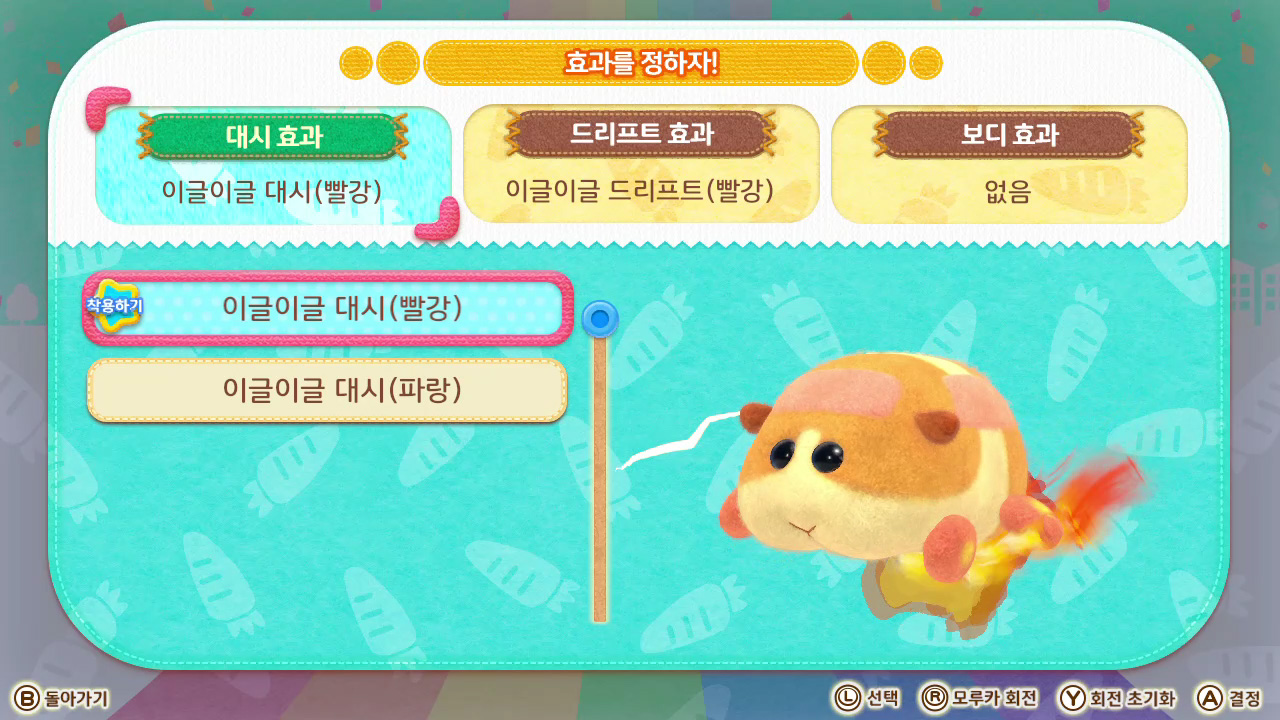 효과를 정하자!
대시 효과
이글이글 대시(빨강)
드리프트 효과
이글이글 드리프트(빨강)
보디 효과
없음
착용하기
이글이글 대시(빨강)
이글이글 대시(파랑)
B 돌아가기
L 선택
R 모루카 회전
Y 회전 초기화
A 결정